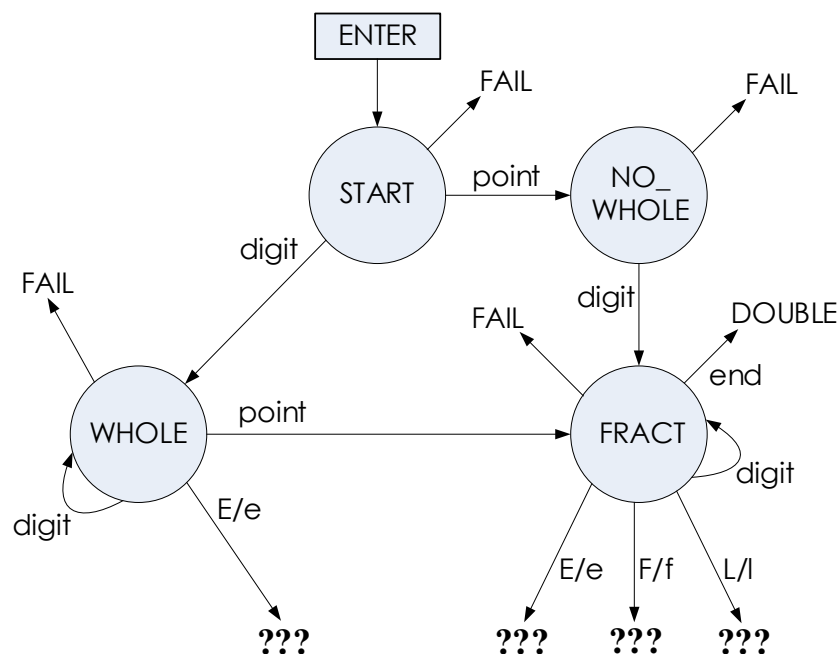 ENTER
FAIL
FAIL
START
point
NO_
WHOLE
digit
FAIL
digit
FAIL
DOUBLE
end
WHOLE
point
FRACT
digit
digit
E/e
E/e
F/f
L/l
???
???
???
???